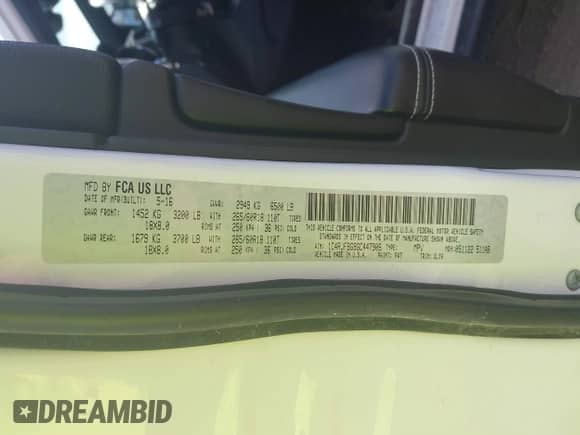 MFD BY FCA US LLC
DATE OF MFR(BUILT): 5-16 GVWR: 2949 KG 6500 LB
GAWR FRONT: 1452 KG 3200 LB WITH 265/60R18 110T TIRES
18X8.0 RIMS AT 250 KPA / 36 PSI COLD
GAWR REAR: 1679 KG 3700 LB WITH 265/60R18 110T TIRES
18X8.0 RIMS AT 250 KPA / 36 PSI COLD
THIS VEHICLE CONFORMS TO ALL APPLICABLE U.S.A. FEDERAL MOTOR VEHICLE SAFETY
STANDARDS IN EFFECT ON THE DATE OF MANUFACTURE SHOWN ABOVE.
VIN: TYPE: MPV MDH:
VEHICLE MADE IN U.S.A. PAINT: TRIM:
DREAMBID